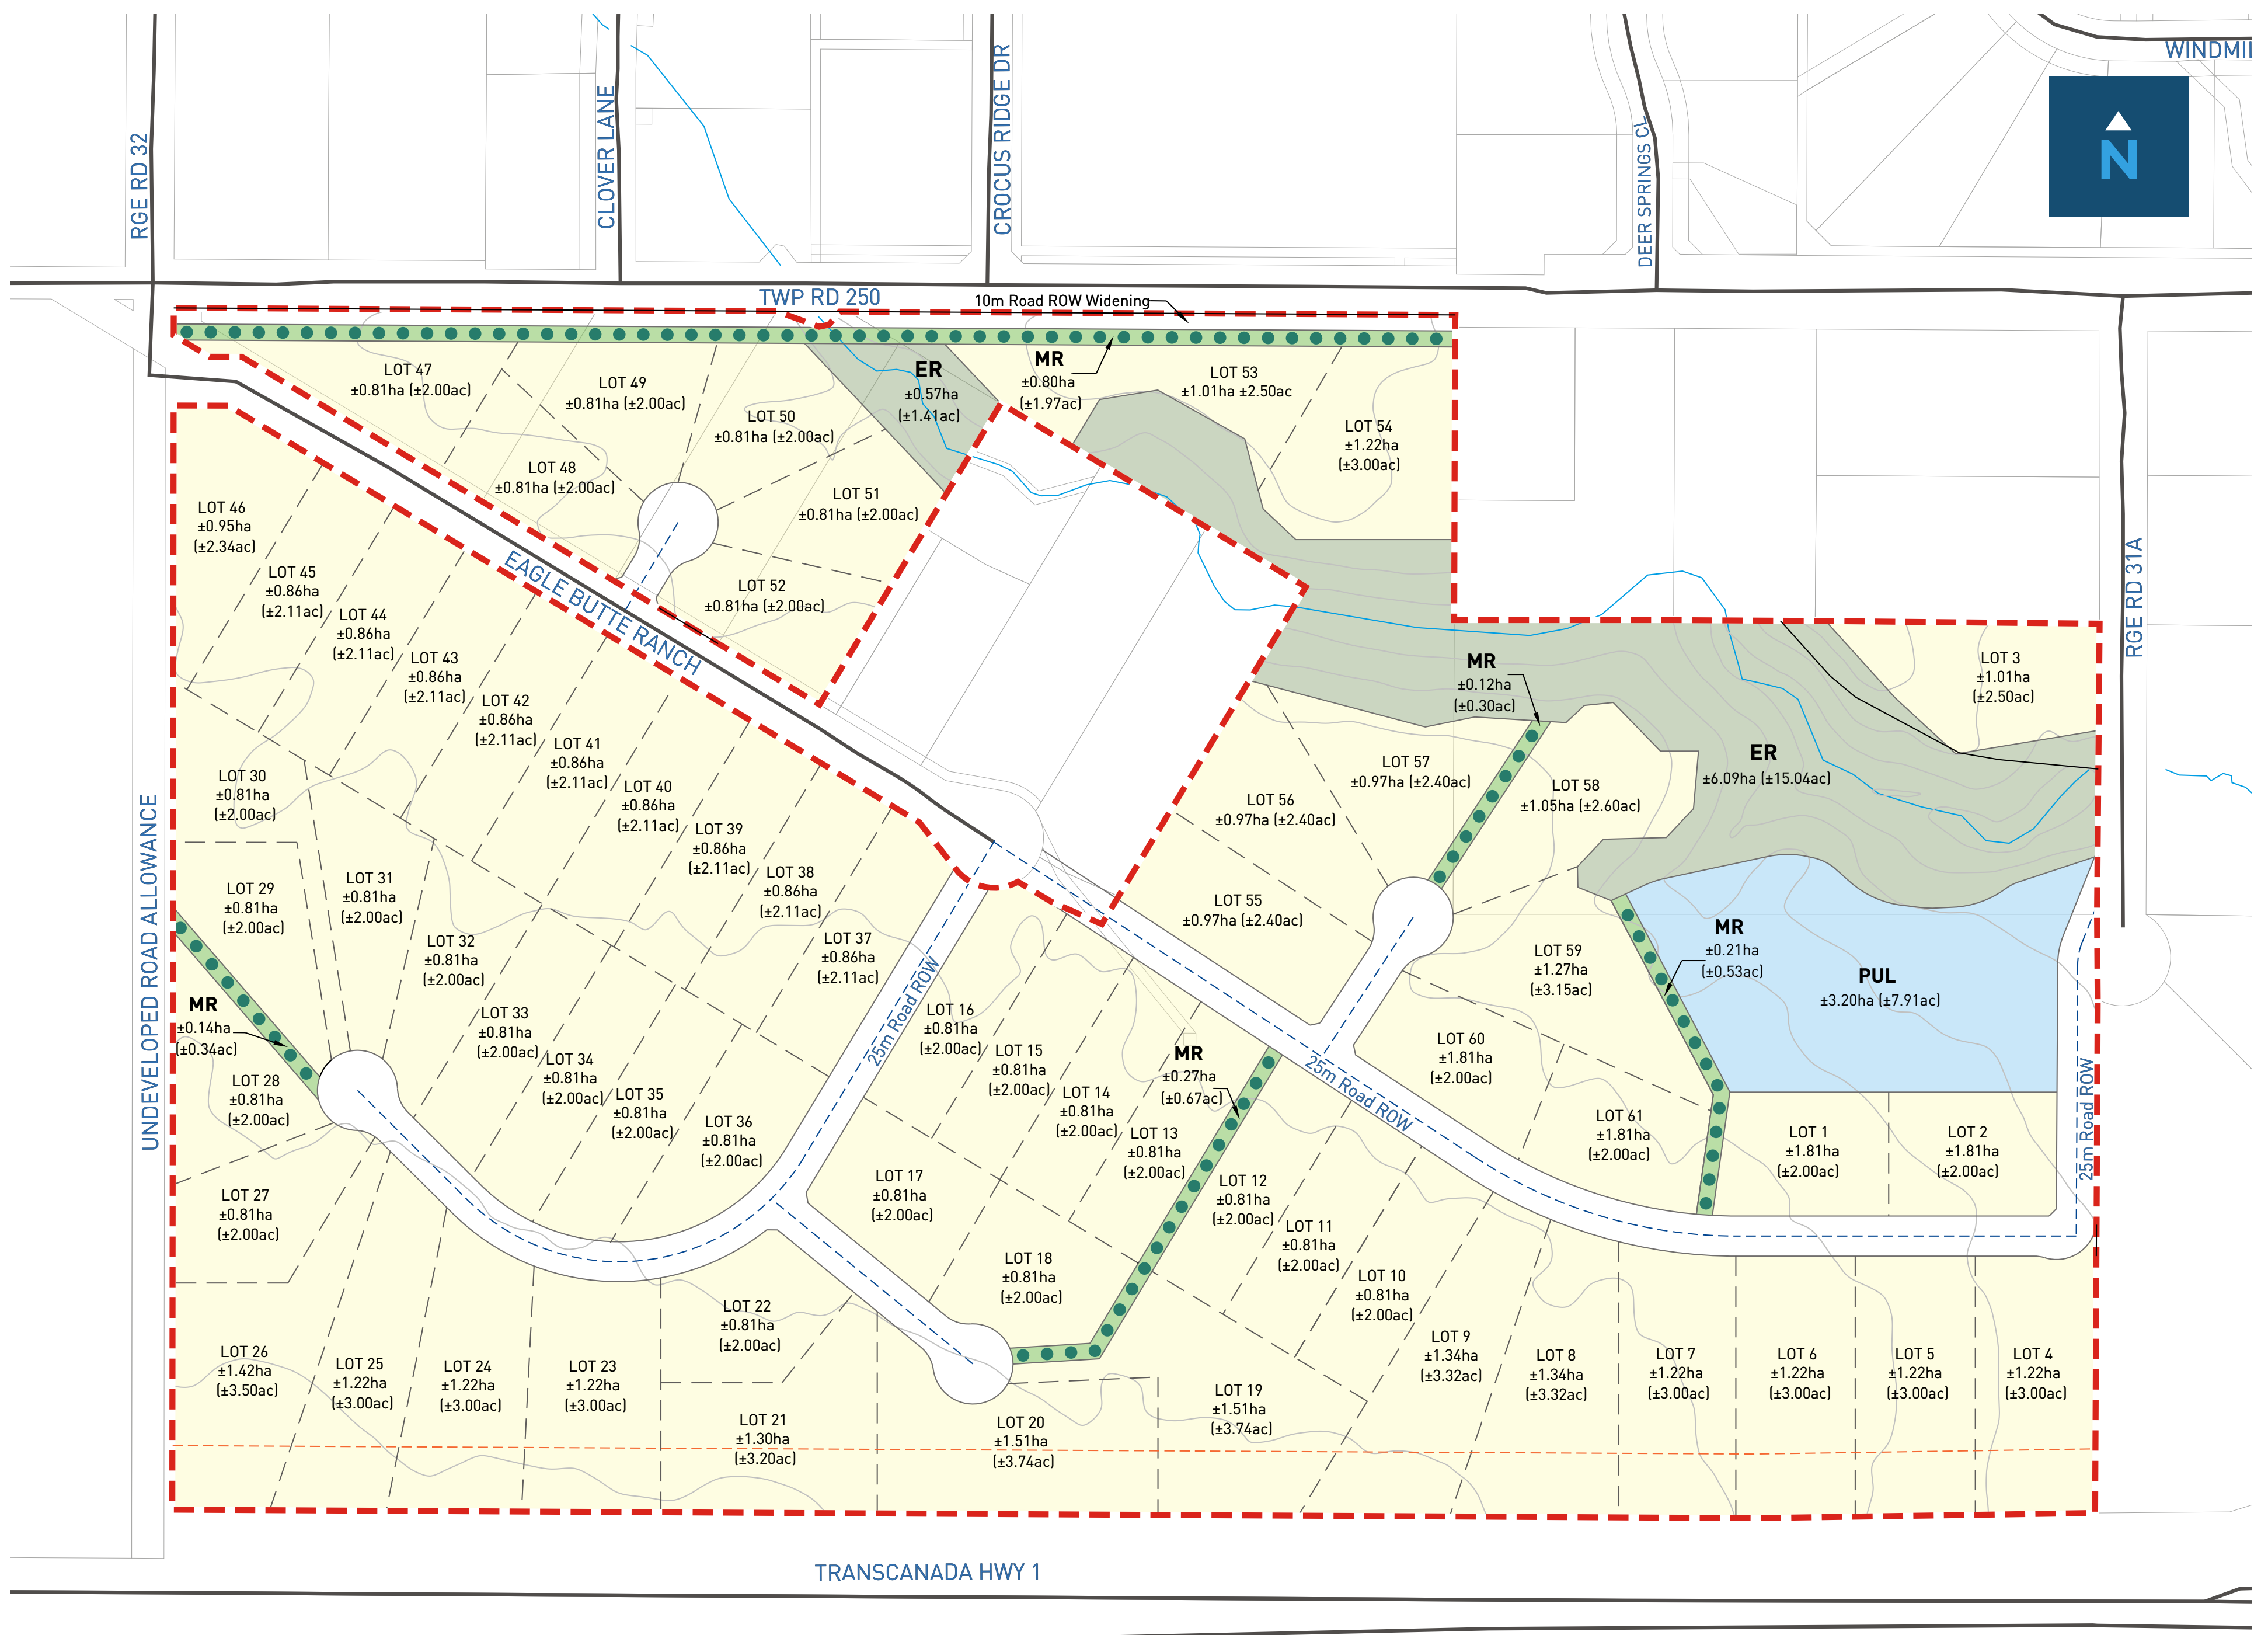 WINDMI
RGE RD 32
CLOVER LANE
CROCUS RIDGE DR
DEER SPRINGS CL
N
TWP RD 250
10m Road ROW Widening
LOT 47
±0.81ha (±2.00ac)
LOT 49
±0.81ha (±2.00ac)
LOT 50
±0.81ha (±2.00ac)
ER
±0.57ha
(±1.41ac)
MR
±0.80ha
(±1.97ac)
LOT 53
±1.01ha ±2.50ac
LOT 54
±1.22ha
(±3.00ac)
LOT 48
±0.81ha (±2.00ac)
LOT 51
±0.81ha (±2.00ac)
LOT 52
±0.81ha (±2.00ac)
EAGLE BUTTE RANCH
RGE RD 31A
LOT 46
±0.95ha
(±2.34ac)
LOT 45
±0.86ha
(±2.11ac)
LOT 44
±0.86ha
(±2.11ac)
LOT 43
±0.86ha
(±2.11ac)
LOT 42
±0.86ha
(±2.11ac)
LOT 41
±0.86ha
(±2.11ac)
LOT 40
±0.86ha
(±2.11ac)
LOT 39
±0.86ha
(±2.11ac)
LOT 38
±0.86ha
(±2.11ac)
LOT 37
±0.86ha
(±2.11ac)
MR
±0.12ha
(±0.30ac)
LOT 3
±1.01ha
(±2.50ac)
ER
±6.09ha (±15.04ac)
LOT 57
±0.97ha (±2.40ac)
LOT 58
±1.05ha (±2.60ac)
LOT 56
±0.97ha (±2.40ac)
LOT 55
±0.97ha (±2.40ac)
UNDEVELOPED ROAD ALLOWANCE
LOT 30
±0.81ha
(±2.00ac)
LOT 29
±0.81ha
(±2.00ac)
LOT 31
±0.81ha
(±2.00ac)
LOT 32
±0.81ha
(±2.00ac)
LOT 33
±0.81ha
(±2.00ac)
LOT 34
±0.81ha
(±2.00ac)
LOT 35
±0.81ha
(±2.00ac)
LOT 36
±0.81ha
(±2.00ac)
MR
±0.14ha
(±0.34ac)
LOT 28
±0.81ha
(±2.00ac)
LOT 27
±0.81ha
(±2.00ac)
25m Road ROW
LOT 16
±0.81ha
(±2.00ac)
LOT 15
±0.81ha
(±2.00ac)
LOT 14
±0.81ha
(±2.00ac)
LOT 13
±0.81ha
(±2.00ac)
MR
±0.27ha
(±0.67ac)
25m Road ROW
LOT 59
±1.27ha
(±3.15ac)
MR
±0.21ha
(±0.53ac)
PUL
±3.20ha (±7.91ac)
LOT 60
±1.81ha
(±2.00ac)
LOT 61
±1.81ha
(±2.00ac)
LOT 1
±1.81ha
(±2.00ac)
LOT 2
±1.81ha
(±2.00ac)
25m Road ROW
LOT 17
±0.81ha
(±2.00ac)
LOT 18
±0.81ha
(±2.00ac)
LOT 12
±0.81ha
(±2.00ac)
LOT 11
±0.81ha
(±2.00ac)
LOT 10
±0.81ha
(±2.00ac)
LOT 9
±1.34ha
(±3.32ac)
LOT 8
±1.34ha
(±3.32ac)
LOT 7
±1.22ha
(±3.00ac)
LOT 6
±1.22ha
(±3.00ac)
LOT 5
±1.22ha
(±3.00ac)
LOT 4
±1.22ha
(±3.00ac)
LOT 26
±1.42ha
(±3.50ac)
LOT 25
±1.22ha
(±3.00ac)
LOT 24
±1.22ha
(±3.00ac)
LOT 23
±1.22ha
(±3.00ac)
LOT 22
±0.81ha
(±2.00ac)
LOT 21
±1.30ha
(±3.20ac)
LOT 20
±1.51ha
(±3.74ac)
LOT 19
±1.51ha
(±3.74ac)
TRANSCANADA HWY 1